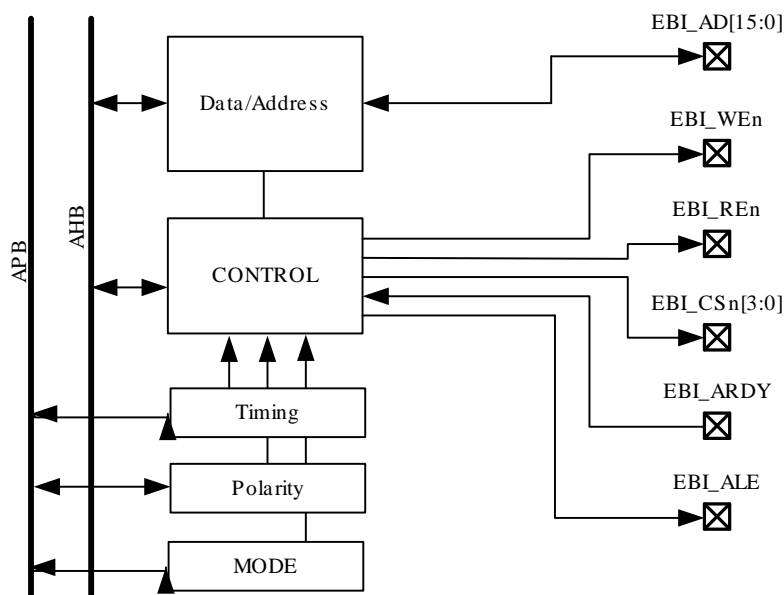 EBI_AD[15:0]
Data/Address
EBI_WEn
EBI_REn
APB
AHB
CONTROL
EBI_CSn[3:0]
EBI_ARDY
Timing
Polarity
EBI_ALE
MODE